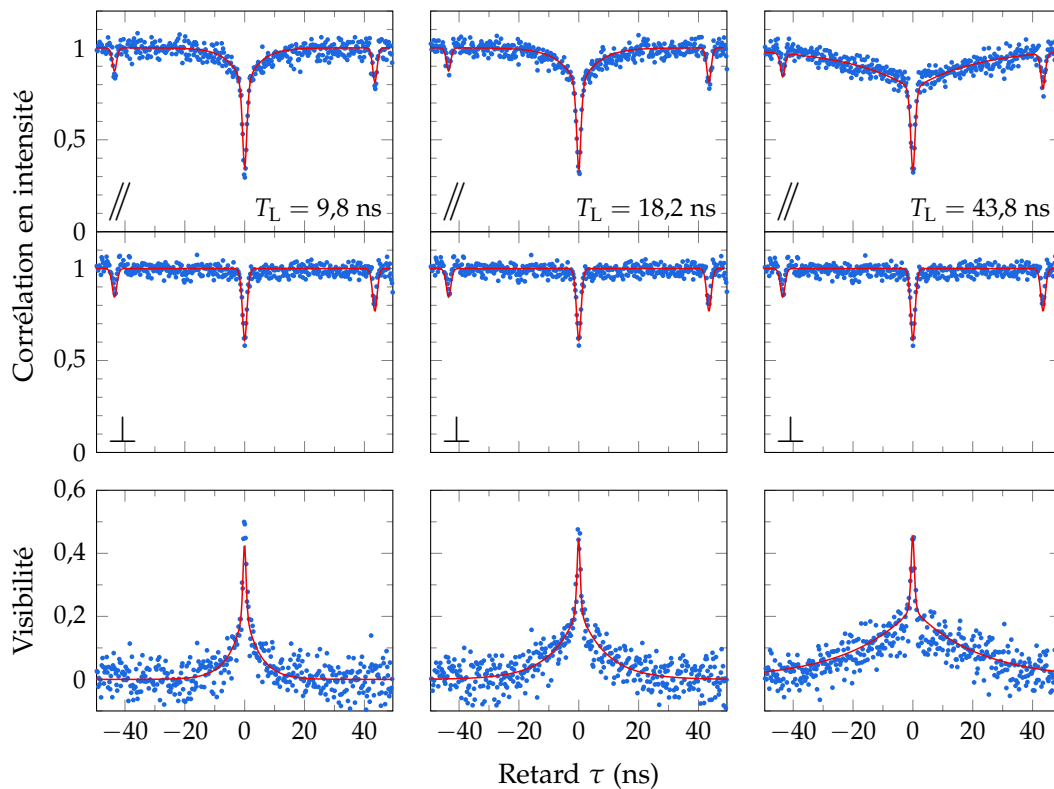 Corrélation en intensité
1
0,5
0
// T_L = 9,8 ns
// T_L = 18,2 ns
// T_L = 43,8 ns
1
0,5
0
⊥ ⊥ ⊥
Visibilité
0,6
0,4
0,2
0
−40 −20 0 20 40
−40 −20 0 20 40
−40 −20 0 20 40
Retard τ (ns)